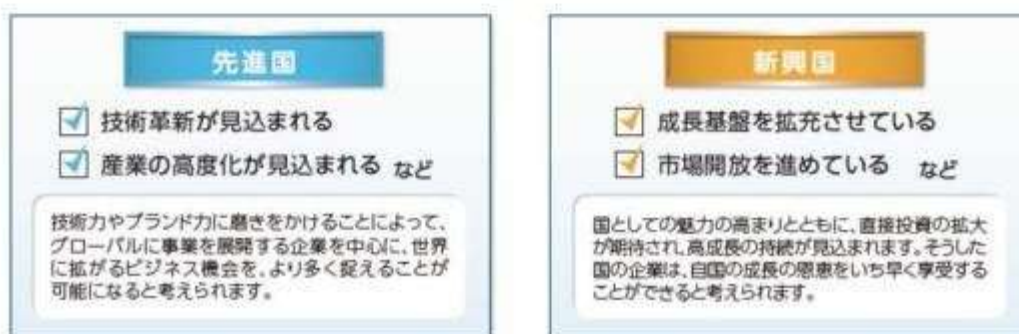 先進国
技術革新が見込まれる
産業の高度化が見込まれる など
技術力やブランド力に磨きをかけることによって、
グローバルに事業を展開する企業を中心に、世界
に拡がるビジネス機会を、より多く捉えることが
可能になると考えられます。
新興国
成長基盤を拡充させている
市場開放を進めている など
国としての魅力の高まりとともに、直接投資の拡大
が期待され、高成長の持続が見込まれます。そうした
国の企業は、自国の成長の恩恵をいち早く享受する
ことができると考えられます。